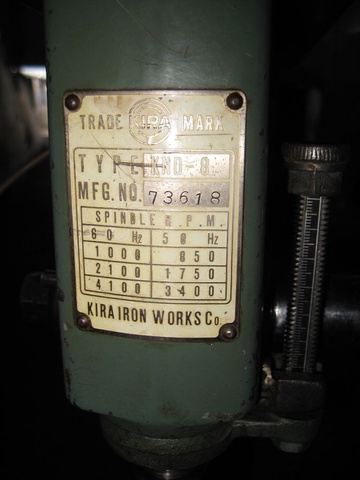 TRADE KIRA MARK
TYPE KND-8
MFG.NO. 73618
SPINDLE R.P.M.
60 Hz 50 Hz
1000 850
2100 1750
4100 3400
KIRA IRON WORKS Co.